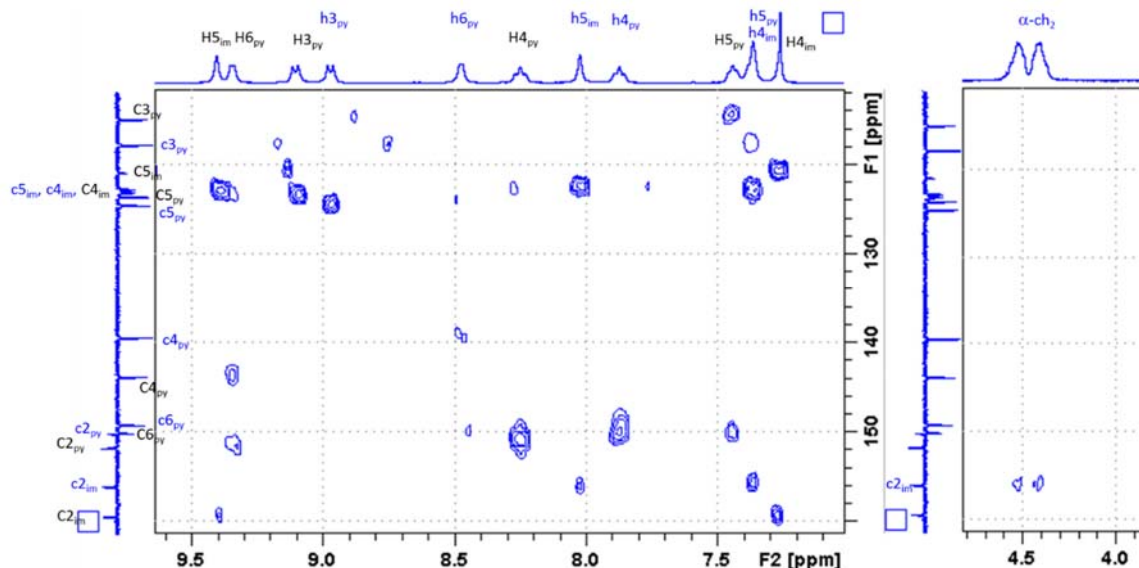 h3py h6py h5im h4py h5py α-ch2
H5im H6py H3py H4py H5py h4im H4im
C3py
c3py
C5im
c5im, c4im, C4im C5py
c5py
c4py
C4py
c6py
c2py C6py
C2py
c2im c2im
C2im
F1 [ppm]
130
140
150
9.5 9.0 8.5 8.0 7.5 F2 [ppm] 4.5 4.0